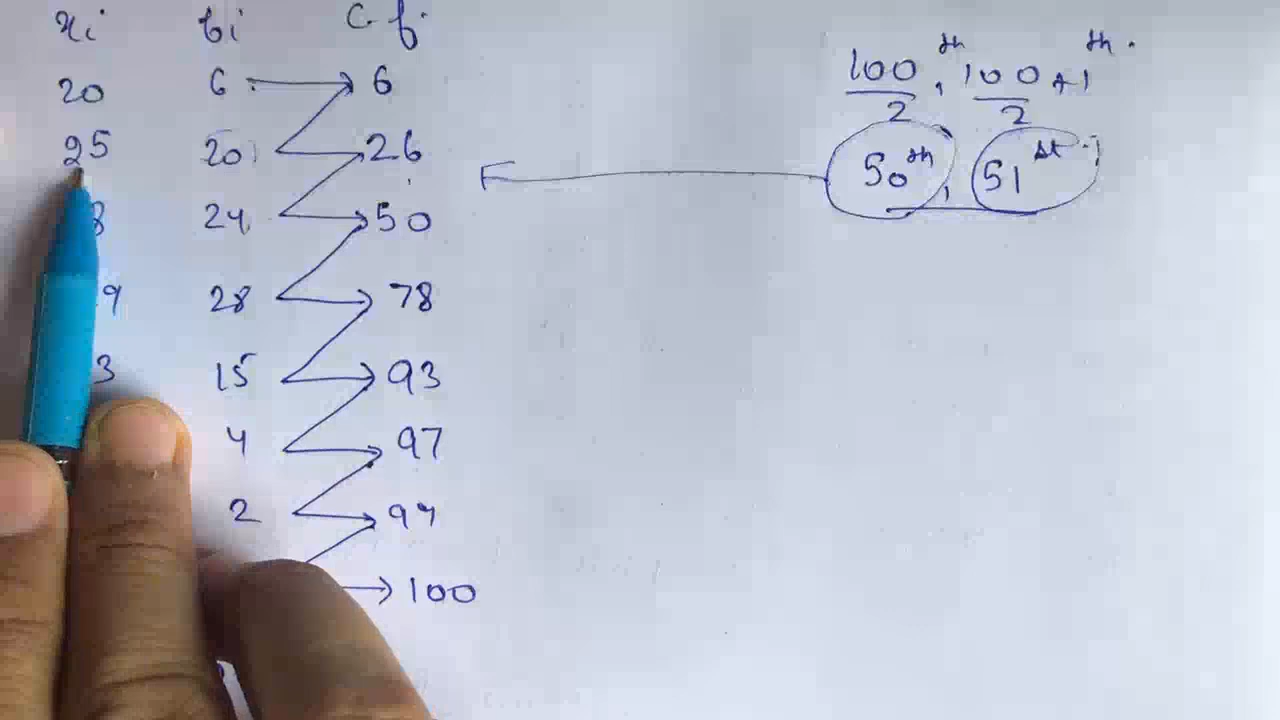 xi fi c.f.
20 6 6
25 20 26
8 24 50
9 28 78
3 15 93
4 97
2 99
100
100/2 th, 100/2 +1 th.
50th, 51st.